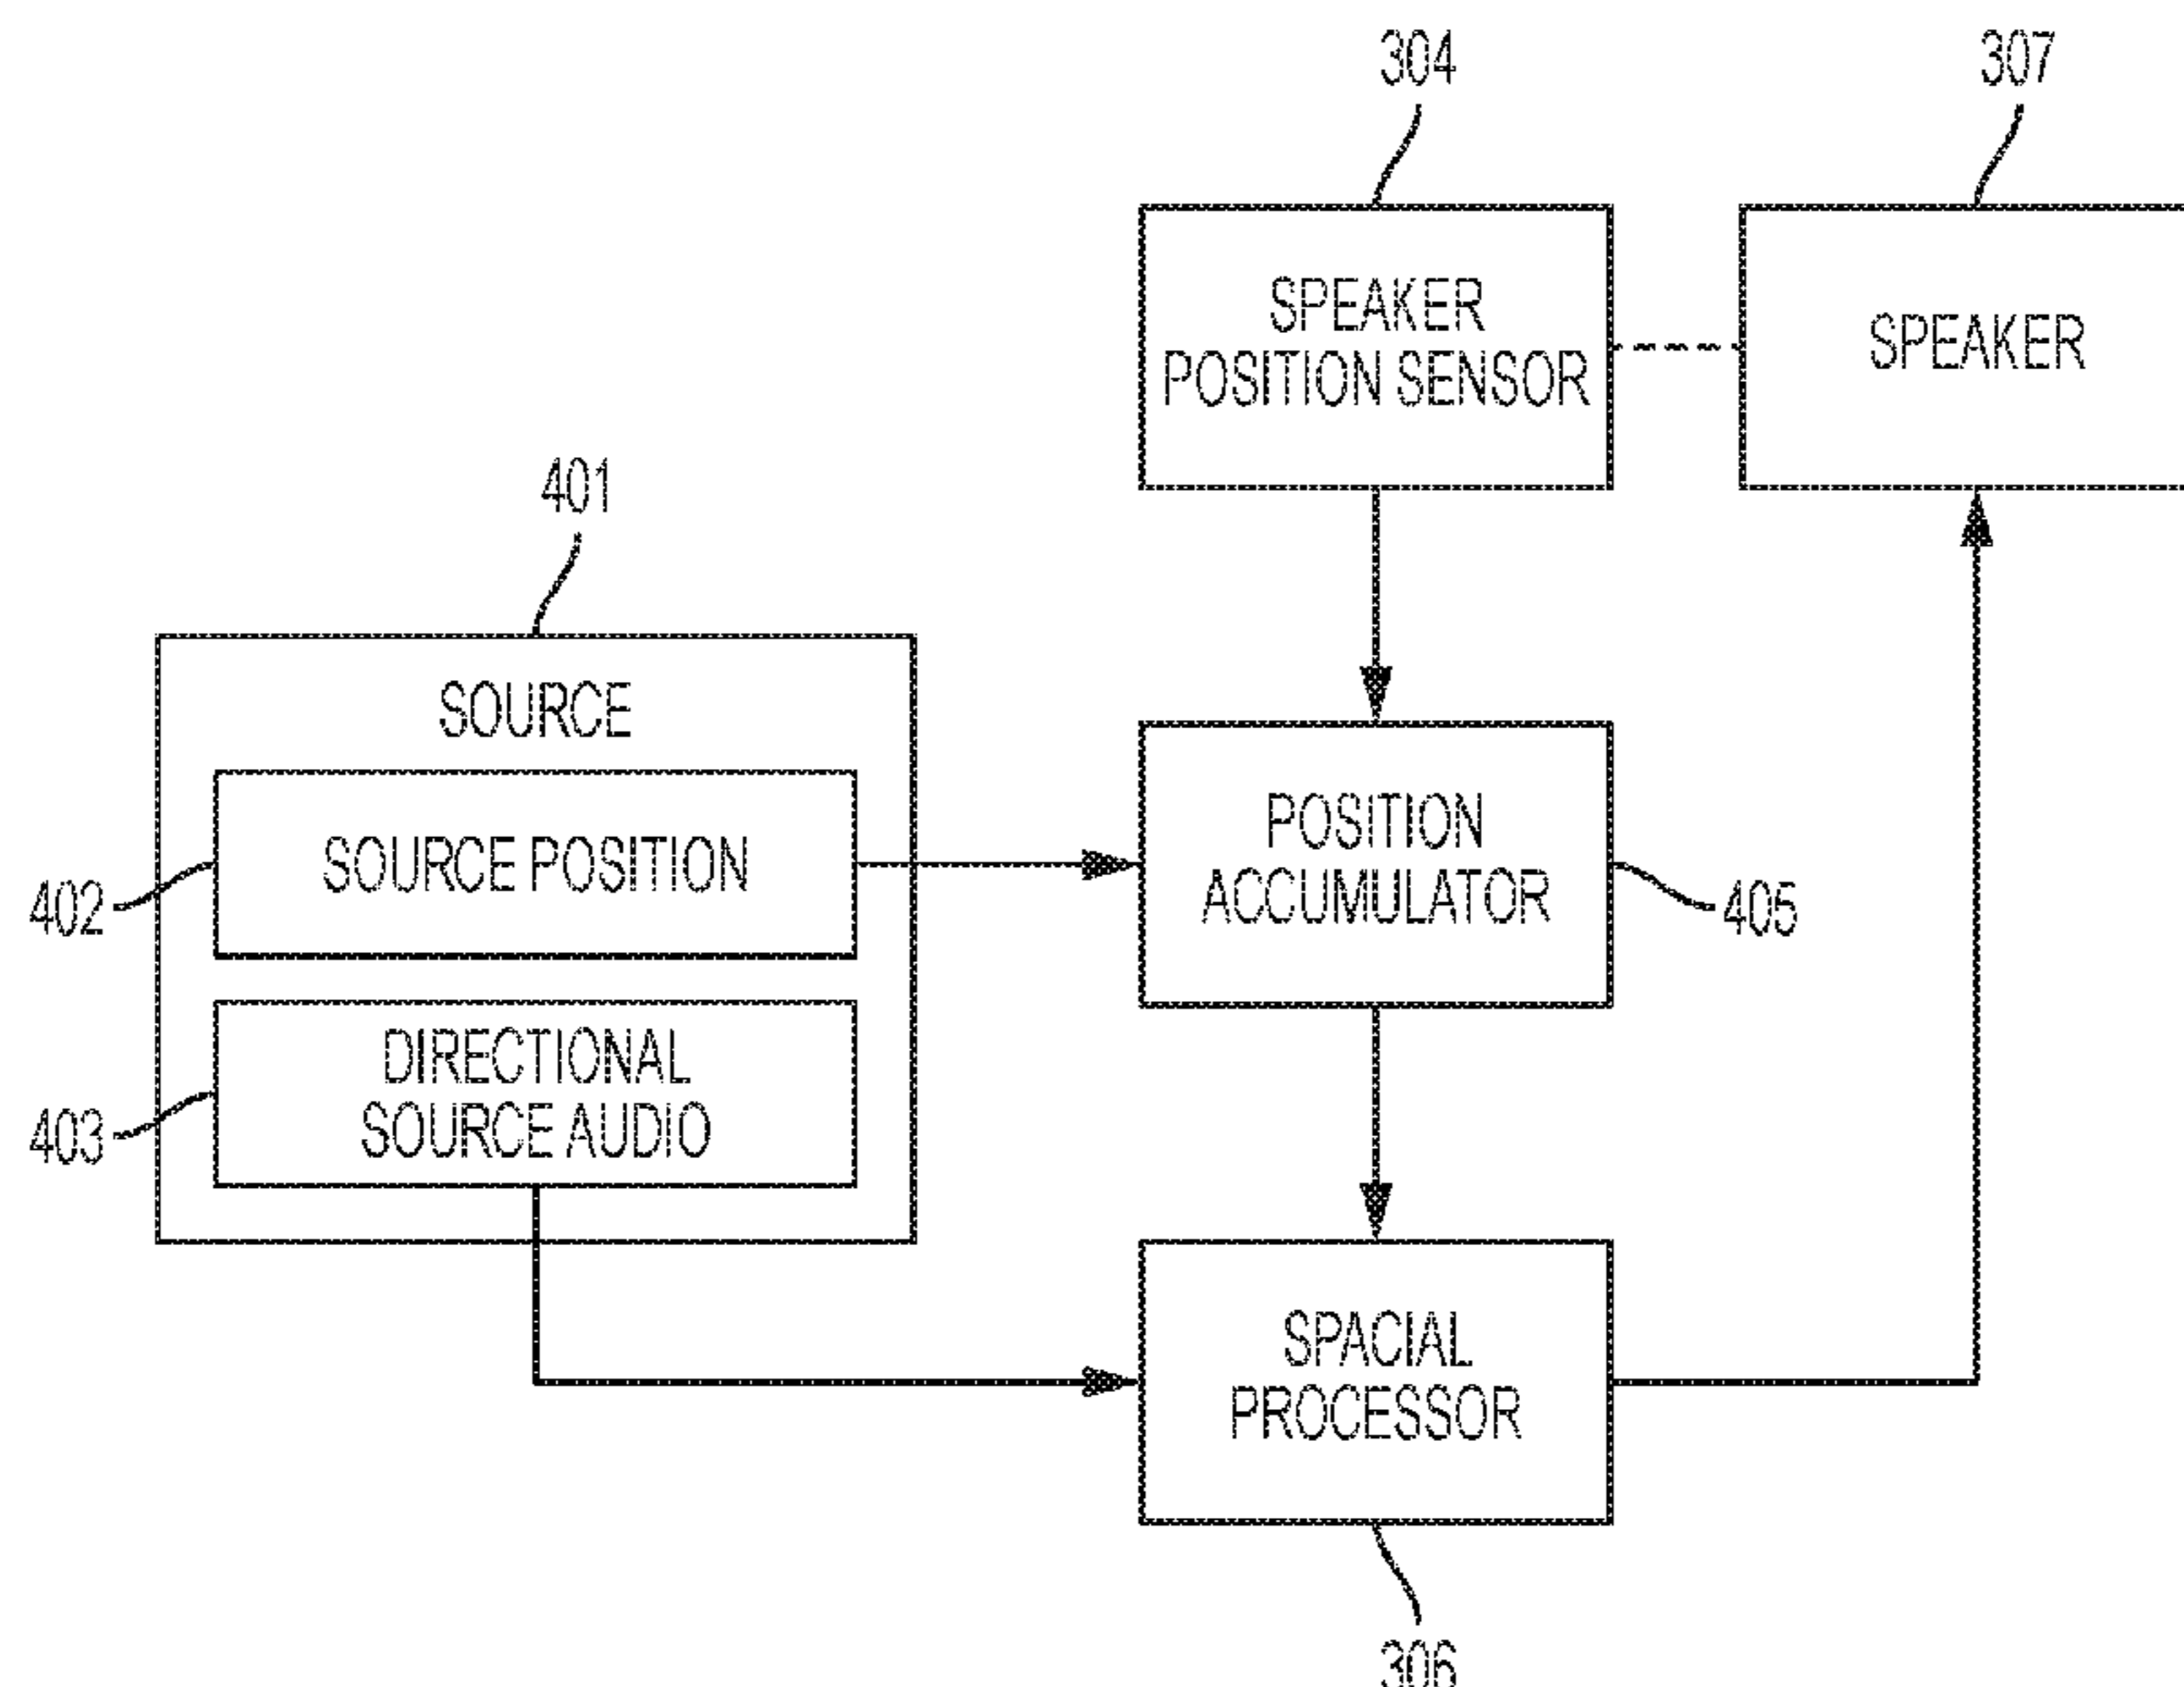 304
307
SPEAKER
POSITION SENSOR
SPEAKER
401
SOURCE
SOURCE POSITION
402
POSITION
ACCUMULATOR
405
DIRECTIONAL
SOURCE AUDIO
403
SPACIAL
PROCESSOR
306